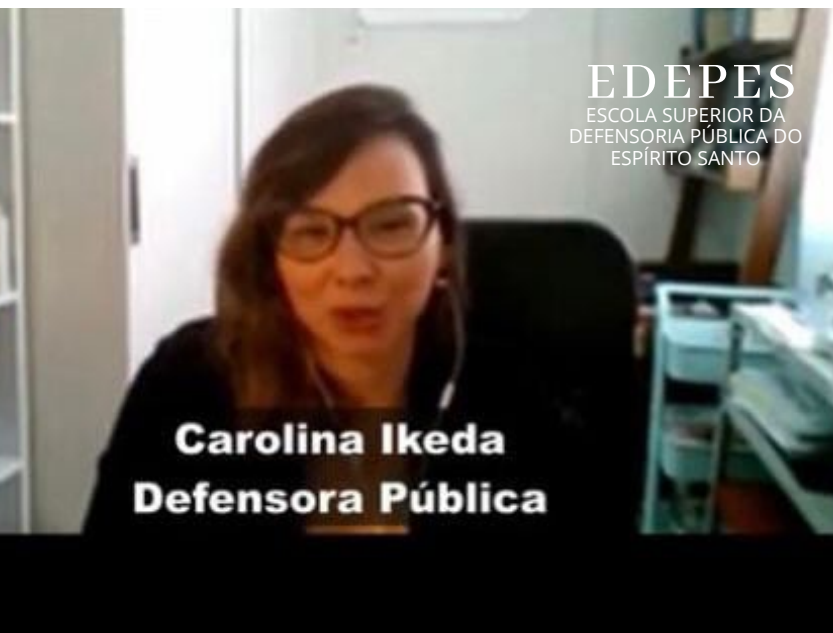 EDEPES
ESCOLA SUPERIOR DA
DEFENSORIA PÚBLICA DO
ESPÍRITO SANTO
Carolina Ikeda
Defensora Pública